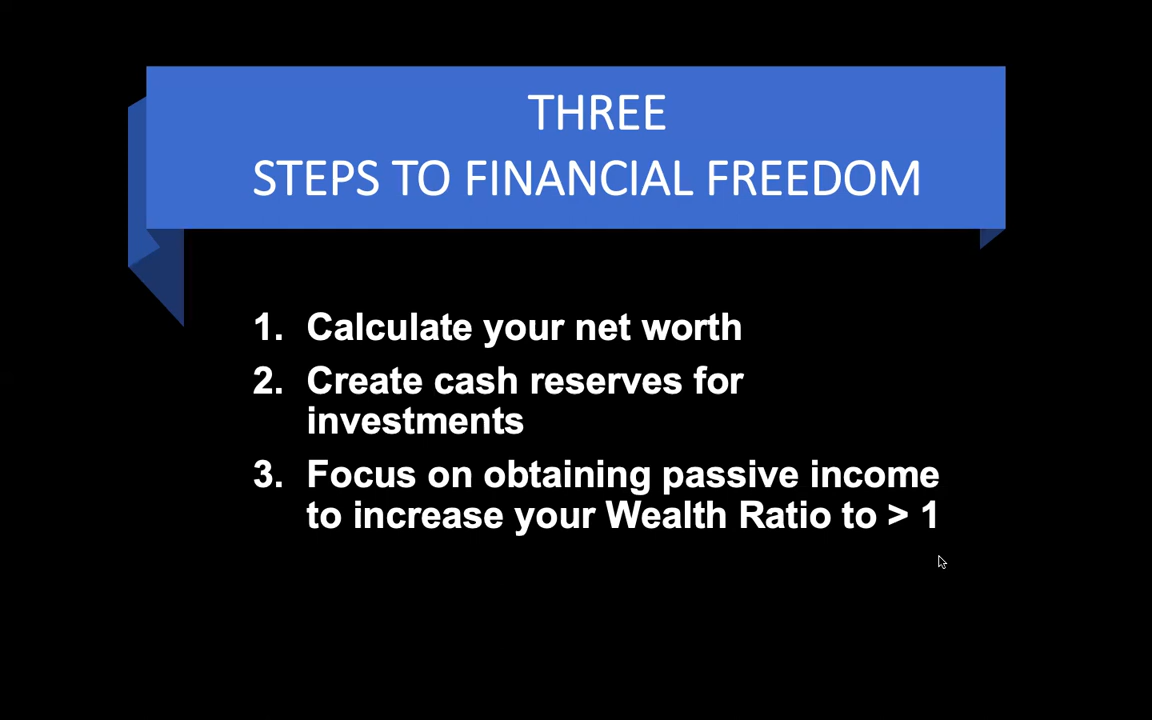 THREE
STEPS TO FINANCIAL FREEDOM
1. Calculate your net worth
2. Create cash reserves for
investments
3. Focus on obtaining passive income
to increase your Wealth Ratio to > 1